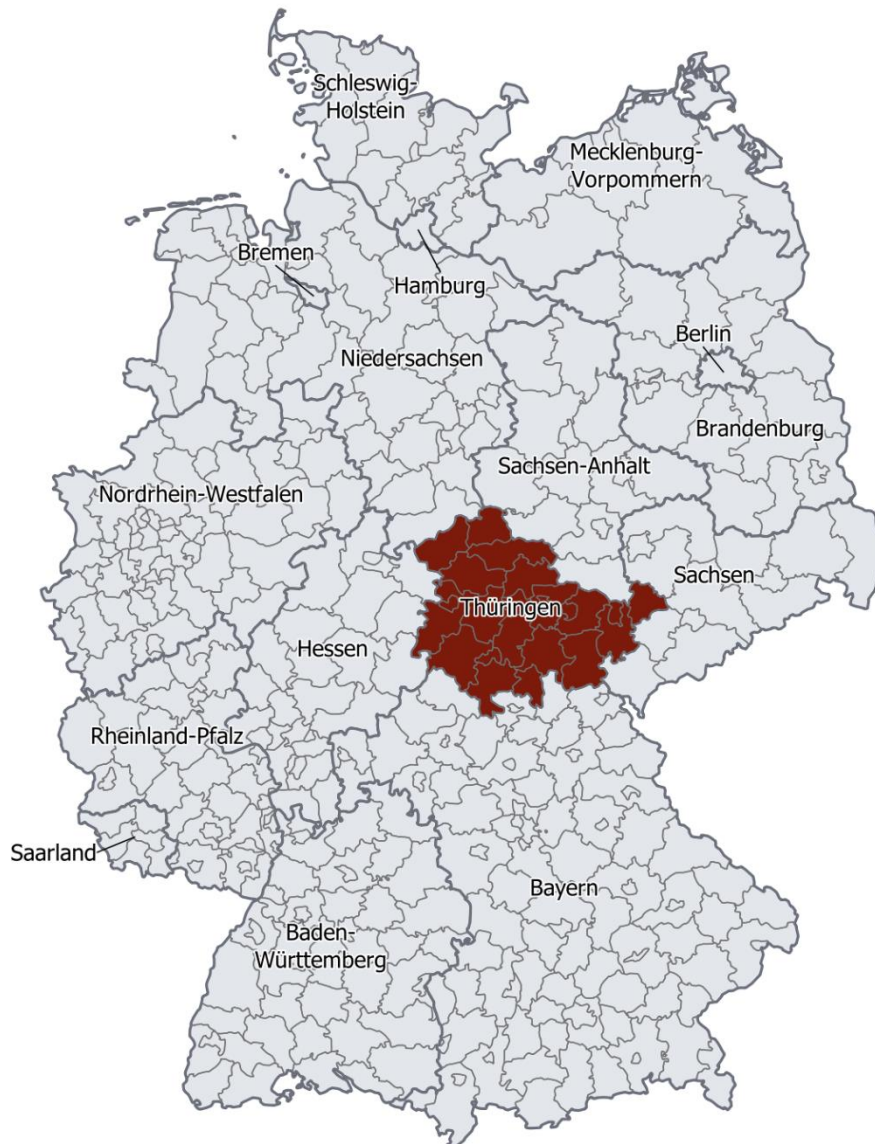 Schleswig-
Holstein
Mecklenburg-
Vorpommern
Bremen
Hamburg
Berlin
Niedersachsen
Brandenburg
Sachsen-Anhalt
Nordrhein-Westfalen
Sachsen
Thüringen
Hessen
Rheinland-Pfalz
Saarland
Bayern
Baden-
Württemberg